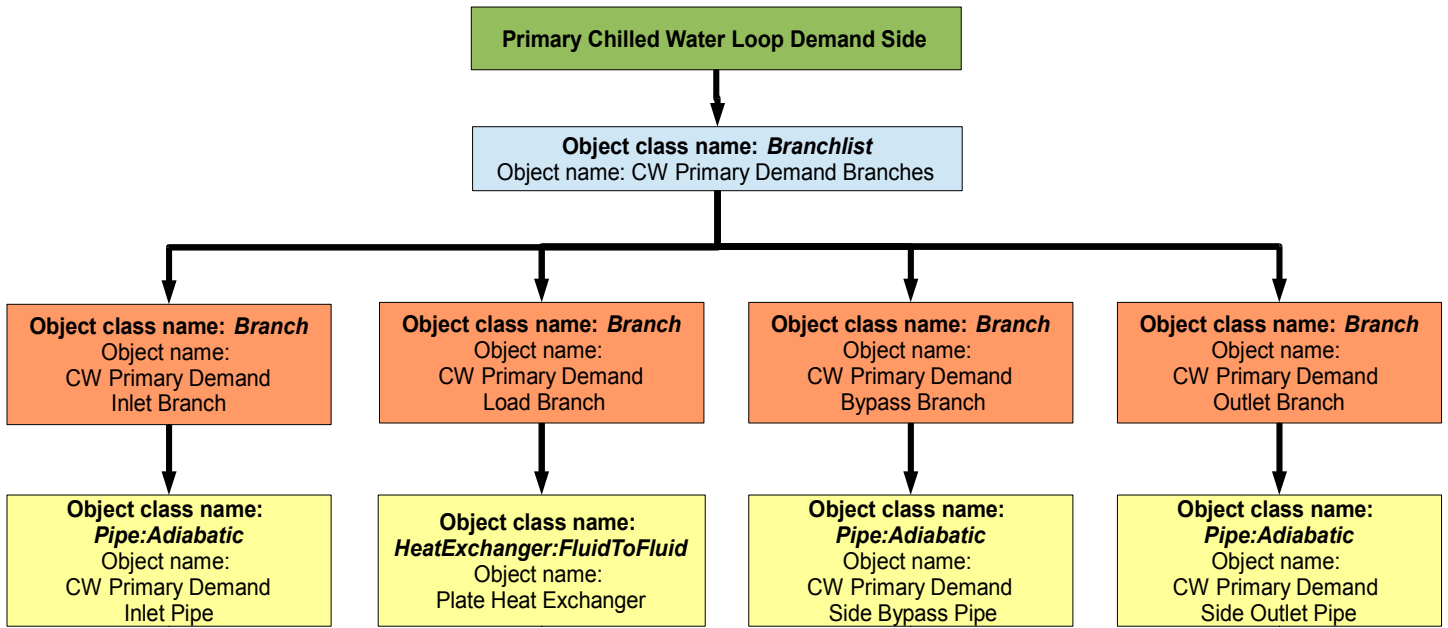 Primary Chilled Water Loop Demand Side
Object class name: Branchlist
Object name: CW Primary Demand Branches
Object class name: Branch
Object name:
CW Primary Demand
Inlet Branch
Object class name: Branch
Object name:
CW Primary Demand
Load Branch
Object class name: Branch
Object name:
CW Primary Demand
Bypass Branch
Object class name: Branch
Object name:
CW Primary Demand
Outlet Branch
Object class name:
Pipe:Adiabatic
Object name:
CW Primary Demand
Inlet Pipe
Object class name:
HeatExchanger:FluidToFluid
Object name:
Plate Heat Exchanger
Object class name:
Pipe:Adiabatic
Object name:
CW Primary Demand
Side Bypass Pipe
Object class name:
Pipe:Adiabatic
Object name:
CW Primary Demand
Side Outlet Pipe